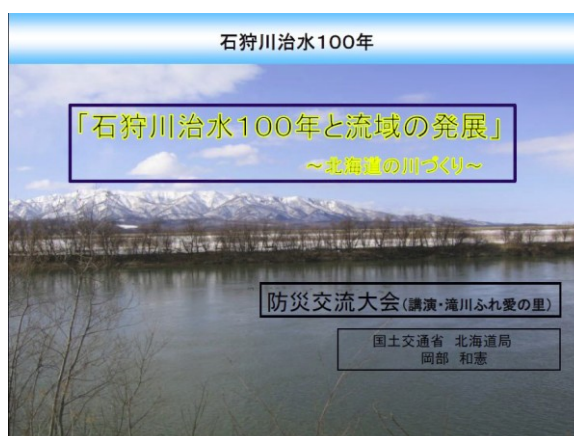 石狩川治水100年
「石狩川治水100年と流域の発展」
～北海道の川づくり～
防災交流大会(講演・滝川ふれ愛の里)
国土交通省 北海道局
岡部 和憲